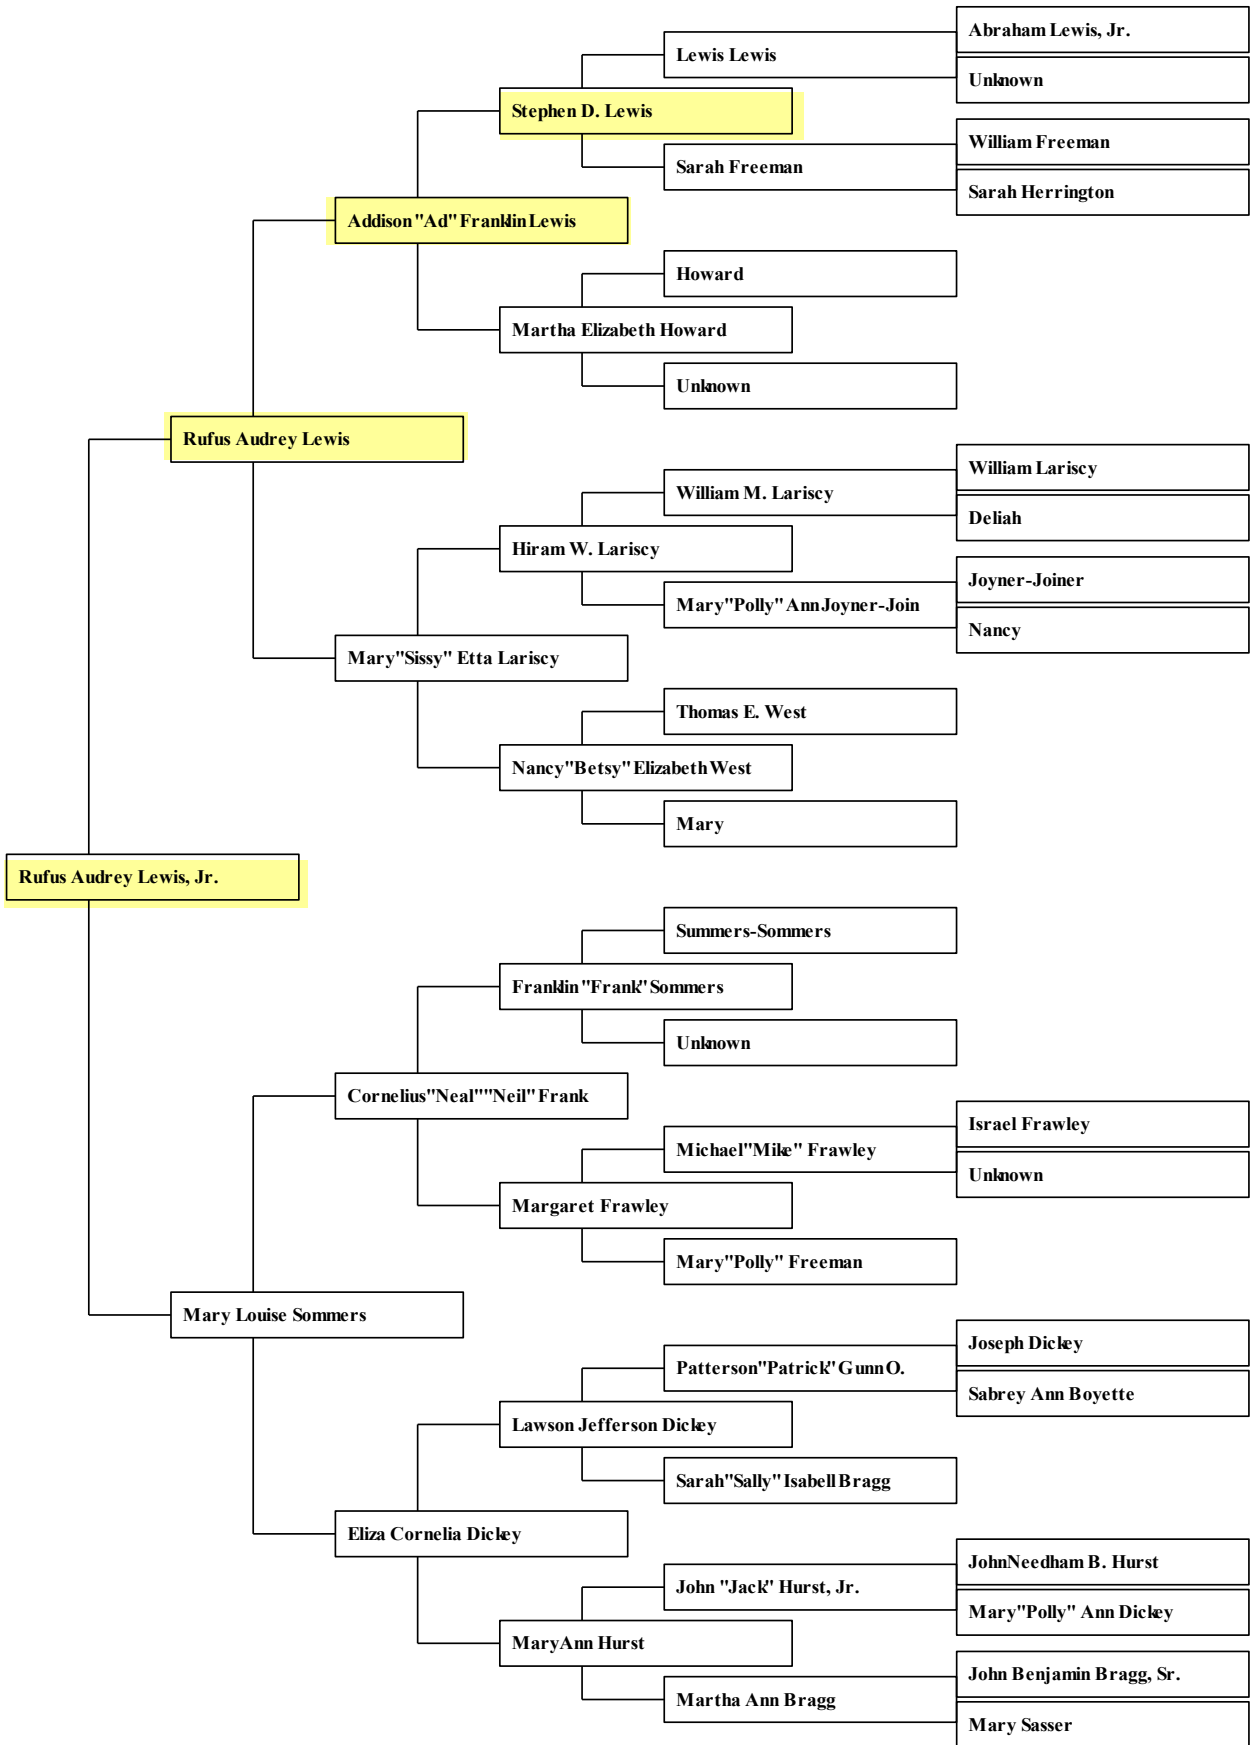 Abraham Lewis, Jr.
Lewis Lewis
Unknown
Stephen D. Lewis
William Freeman
Sarah Freeman
Sarah Herrington
Addison "Ad" Franklin Lewis
Howard
Martha Elizabeth Howard
Unknown
Rufus Audrey Lewis
William Lariscy
William M. Lariscy
Deliah
Hiram W. Lariscy
Joyner-Joiner
Mary "Polly" Ann Joyner-Join
Nancy
Mary "Sissy" Etta Lariscy
Thomas E. West
Nancy "Betsy" Elizabeth West
Mary
Rufus Audrey Lewis, Jr.
Summers-Sommers
Franklin "Frank" Sommers
Unknown
Cornelius "Neal" "Neil" Frank
Israel Frawley
Michael "Mike" Frawley
Unknown
Margaret Frawley
Mary "Polly" Freeman
Mary Louise Sommers
Joseph Dickey
Patterson "Patrick" Gunn O.
Sabrey Ann Boyette
Lawson Jefferson Dickey
Sarah "Sally" Isabell Bragg
Eliza Cornelia Dickey
John Needham B. Hurst
John "Jack" Hurst, Jr.
Mary "Polly" Ann Dickey
Mary Ann Hurst
John Benjamin Bragg, Sr.
Martha Ann Bragg
Mary Sasser